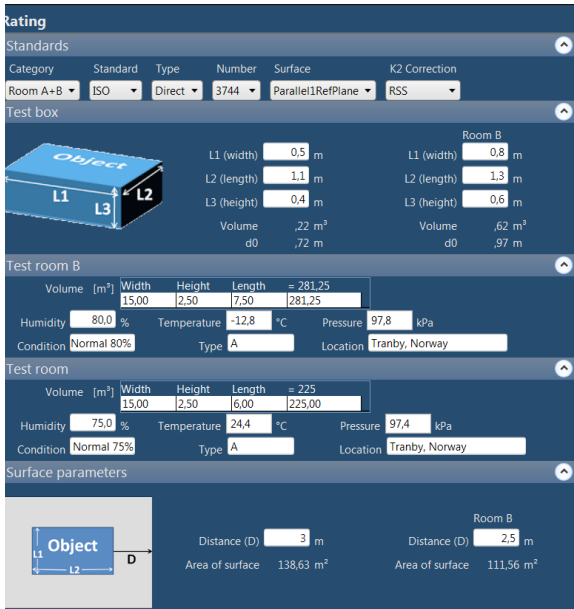 Rating
Standards
Category Standard Type Number Surface K2 Correction
Room A+B ISO Direct 3744 Parallel1RefPlane RSS
Test box
Room B
Object
L1 L2 L3
L1 (width) 0,5 m L1 (width) 0,8 m
L2 (length) 1,1 m L2 (length) 1,3 m
L3 (height) 0,4 m L3 (height) 0,6 m
Volume ,22 m³ Volume ,62 m³
d0 ,72 m d0 ,97 m
Test room B
Volume [m³] Width Height Length = 281,25
15,00 2,50 7,50 281,25
Humidity 80,0 % Temperature -12,8 °C Pressure 97,8 kPa
Condition Normal 80% Type A Location Tranby, Norway
Test room
Volume [m³] Width Height Length = 225
15,00 2,50 6,00 225,00
Humidity 75,0 % Temperature 24,4 °C Pressure 97,4 kPa
Condition Normal 75% Type A Location Tranby, Norway
Surface parameters
Room B
L1 Object L2 D
Distance (D) 3 m Distance (D) 2,5 m
Area of surface 138,63 m² Area of surface 111,56 m²